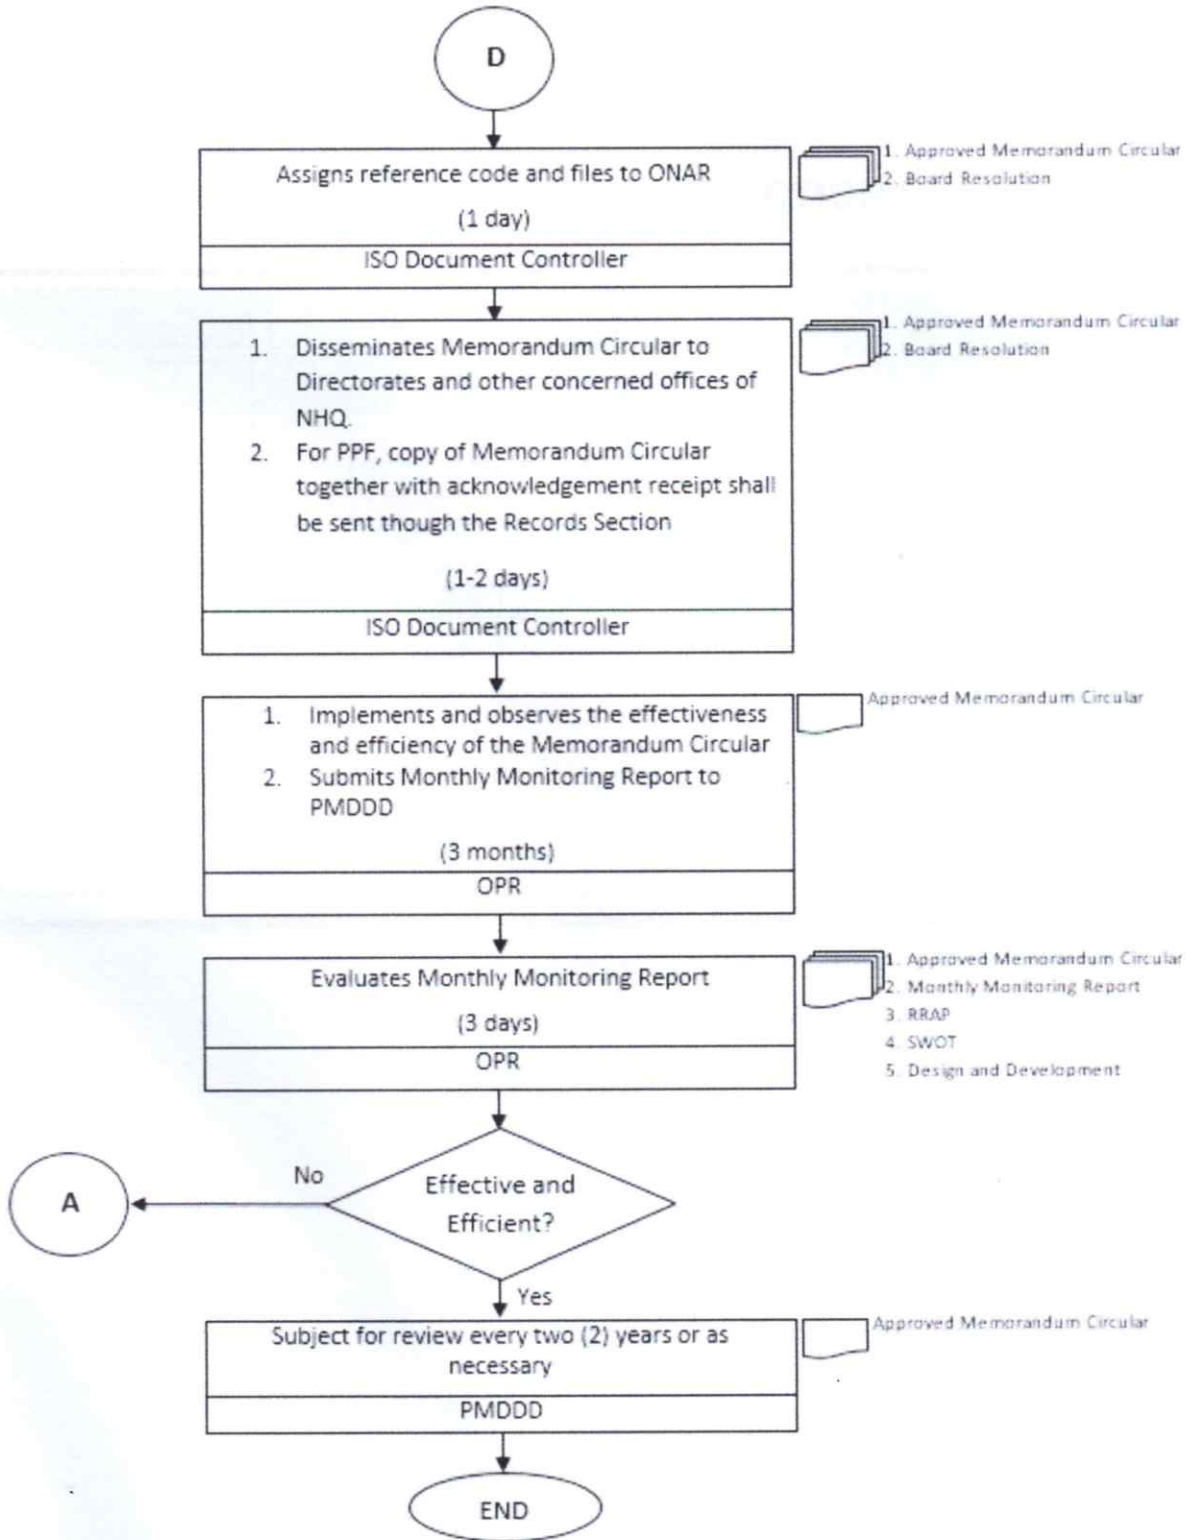 D
Assigns reference code and files to ONAR
(1 day)
ISO Document Controller
1. Approved Memorandum Circular
2. Board Resolution
1. Disseminates Memorandum Circular to
Directorates and other concerned offices of
NHQ.
2. For PPF, copy of Memorandum Circular
together with acknowledgement receipt shall
be sent though the Records Section
(1-2 days)
ISO Document Controller
1. Approved Memorandum Circular
2. Board Resolution
1. Implements and observes the effectiveness
and efficiency of the Memorandum Circular
2. Submits Monthly Monitoring Report to
PMDDD
(3 months)
OPR
Approved Memorandum Circular
Evaluates Monthly Monitoring Report
(3 days)
OPR
1. Approved Memorandum Circular
2. Monthly Monitoring Report
3. RRAP
4. SWOT
5. Design and Development
Effective and
Efficient?
No
A
Yes
Subject for review every two (2) years or as
necessary
PMDDD
Approved Memorandum Circular
END